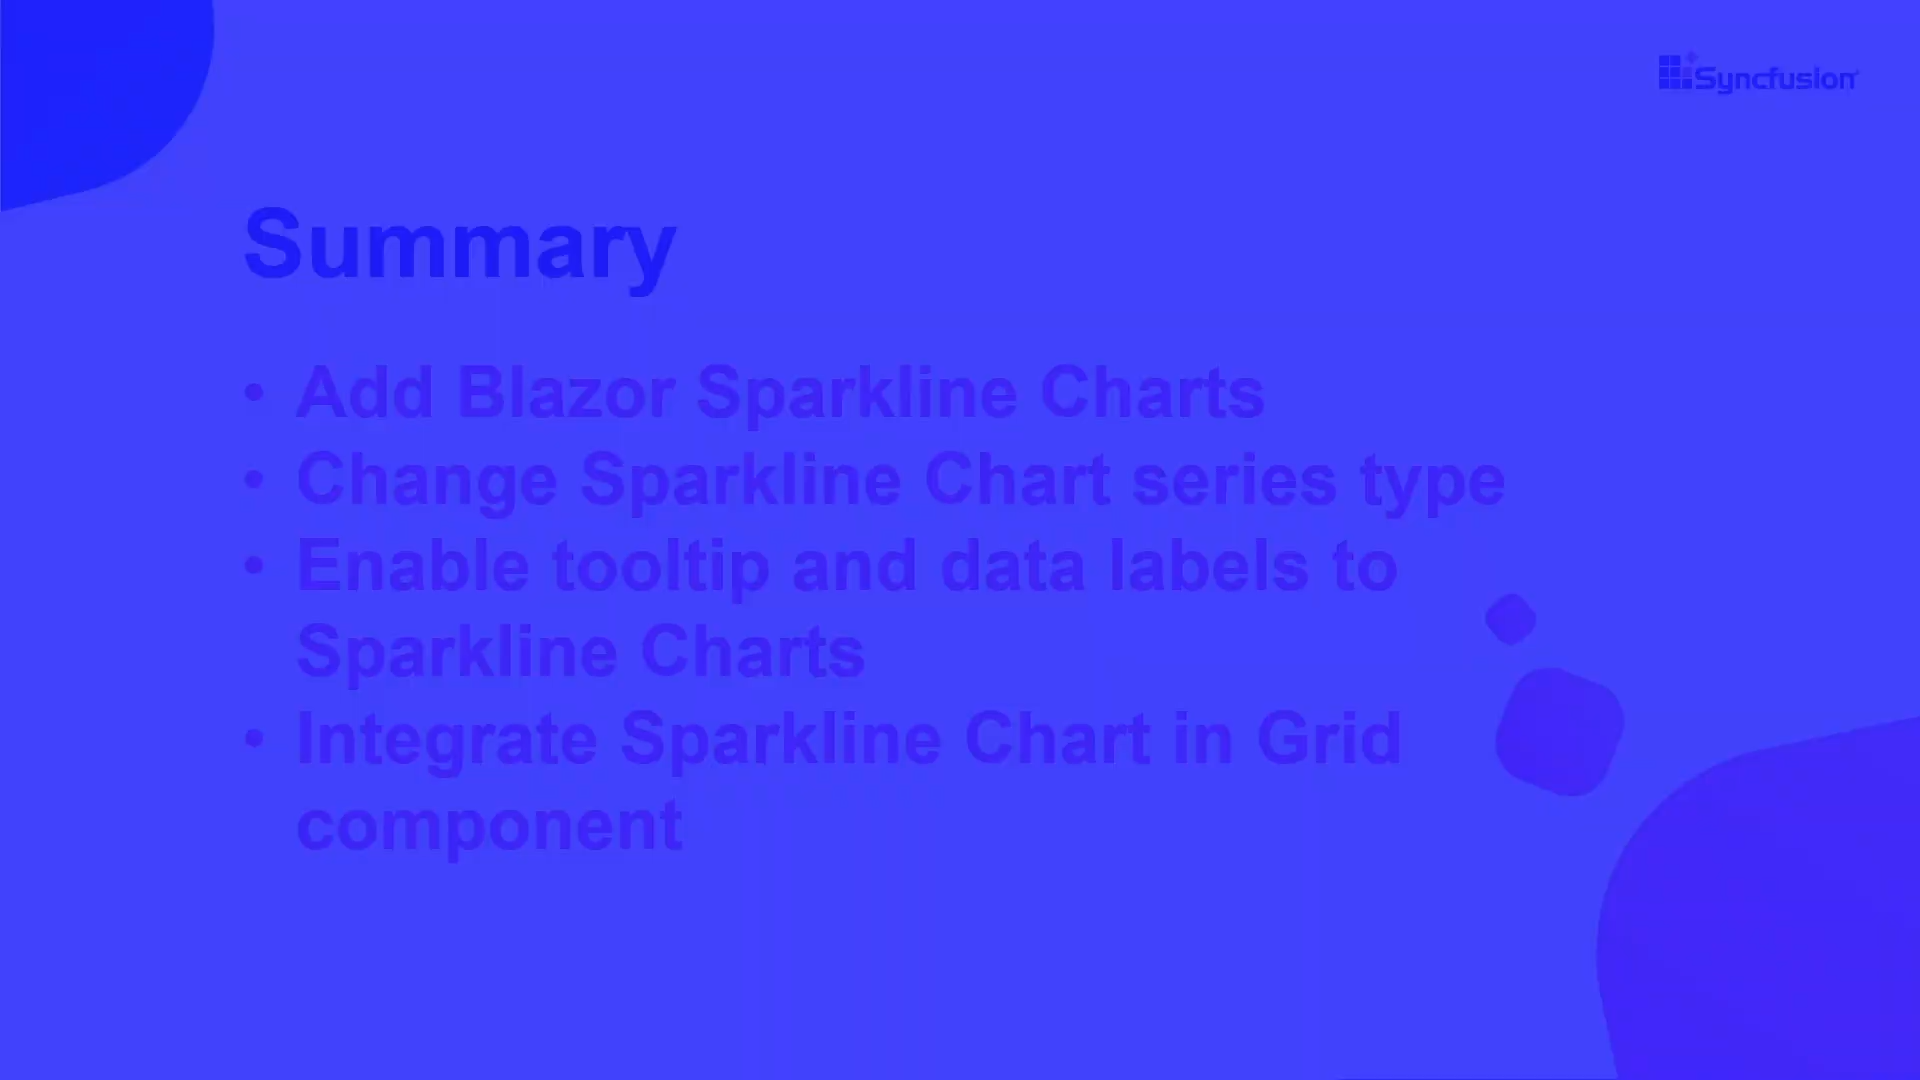 Syncfusion
Summary
• Add Blazor Sparkline Charts
• Change Sparkline Chart series type
• Enable tooltip and data labels to
Sparkline Charts
• Integrate Sparkline Chart in Grid
component